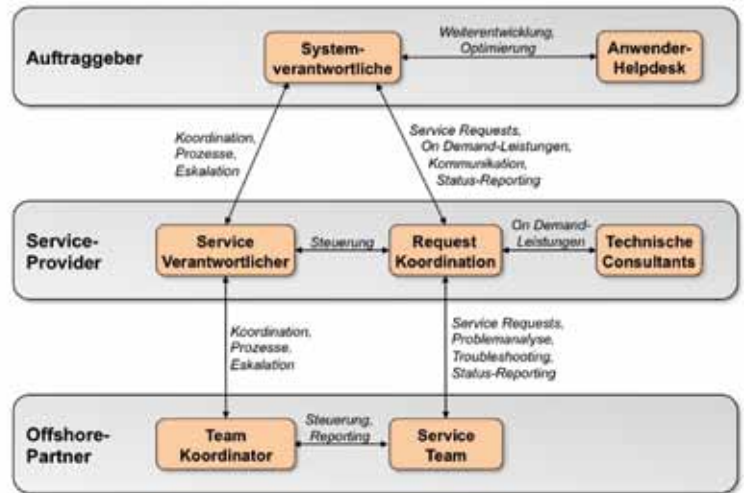 Auftraggeber
System-
verantwortliche
Weiterentwicklung,
Optimierung
Anwender-
Helpdesk
Koordination,
Prozesse,
Eskalation
Service Requests,
On Demand-Leistungen,
Kommunikation,
Status-Reporting
Service-
Provider
Service
Verantwortlicher
Steuerung
Request
Koordination
On Demand-
Leistungen
Technische
Consultants
Koordination,
Prozesse,
Eskalation
Service Requests,
Problemanalyse,
Troubleshooting,
Status-Reporting
Offshore-
Partner
Team
Koordinator
Steuerung,
Reporting
Service
Team